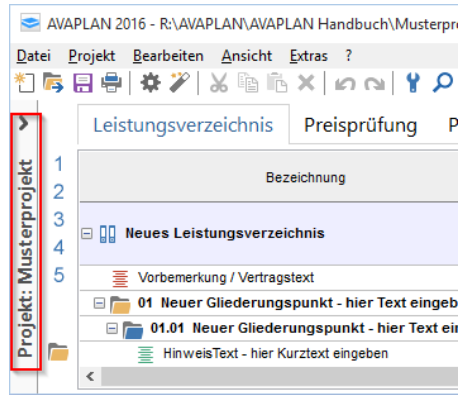 AVAPLAN 2016 - R:\AVAPLAN\AVAPLAN Handbuch\Musterpro
Datei Projekt Bearbeiten Ansicht Extras ?
Leistungsverzeichnis Preisprüfung P
Projekt: Musterprojekt
1
2
3
4
5
Bezeichnung
Neues Leistungsverzeichnis
Vorbemerkung / Vertragstext
01 Neuer Gliederungspunkt - hier Text eingeb
01.01 Neuer Gliederungspunkt - hier Text ei
HinweisText - hier Kurztext eingeben